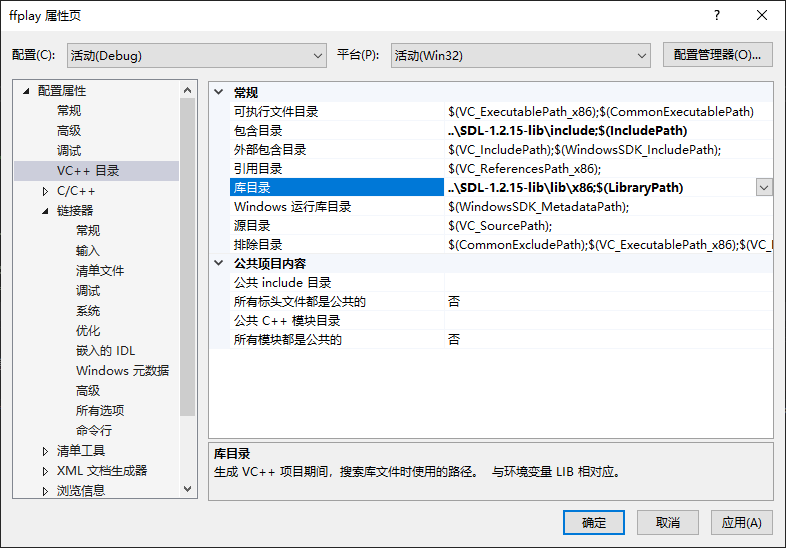 ffplay 属性页
配置(C): 活动(Debug) 平台(P): 活动(Win32) 配置管理器(O)...
配置属性
常规
高级
调试
VC++ 目录
C/C++
链接器
常规
输入
清单文件
调试
系统
优化
嵌入的 IDL
Windows 元数据
高级
所有选项
命令行
清单工具
XML 文档生成器
浏览信息
常规
可执行文件目录 $(VC_ExecutablePath_x86);$(CommonExecutablePath)
包含目录 ..\SDL-1.2.15-lib\include;$(IncludePath)
外部包含目录 $(VC_IncludePath);$(WindowsSDK_IncludePath);
引用目录 $(VC_ReferencesPath_x86);
库目录 ..\SDL-1.2.15-lib\lib\x86;$(LibraryPath)
Windows 运行库目录 $(WindowsSDK_MetadataPath);
源目录 $(VC_SourcePath);
排除目录 $(CommonExcludePath);$(VC_ExecutablePath_x86);$(VC_
公共项目内容
公共 include 目录
所有标头文件都是公共的 否
公共 C++ 模块目录
所有模块都是公共的 否
库目录
生成 VC++ 项目期间，搜索库文件时使用的路径。 与环境变量 LIB 相对应。
确定 取消 应用(A)